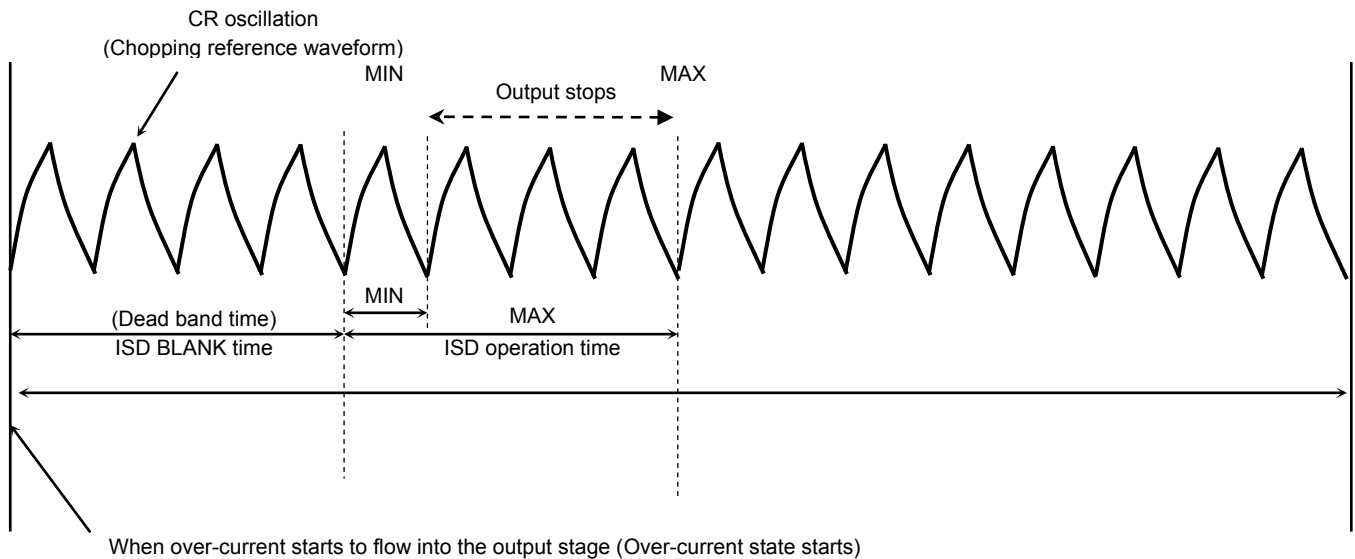 CR oscillation
(Chopping reference waveform)
MIN
MAX
Output stops
MIN
(Dead band time)
MAX
ISD BLANK time
ISD operation time
When over-current starts to flow into the output stage (Over-current state starts)